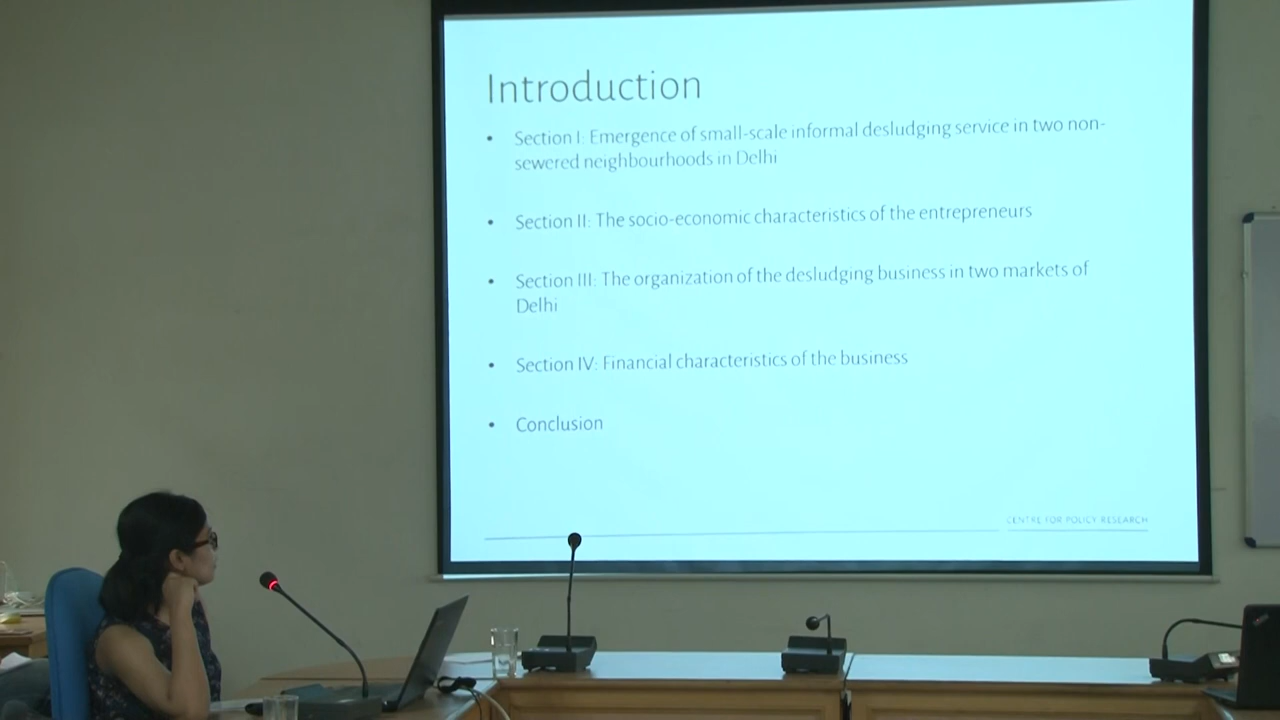 Introduction
• Section I: Emergence of small-scale informal desludging service in two non-
sewered neighbourhoods in Delhi
• Section II: The socio-economic characteristics of the entrepreneurs
• Section III: The organization of the desludging business in two markets of
Delhi
• Section IV: Financial characteristics of the business
• Conclusion
CENTRE FOR POLICY RESEARCH